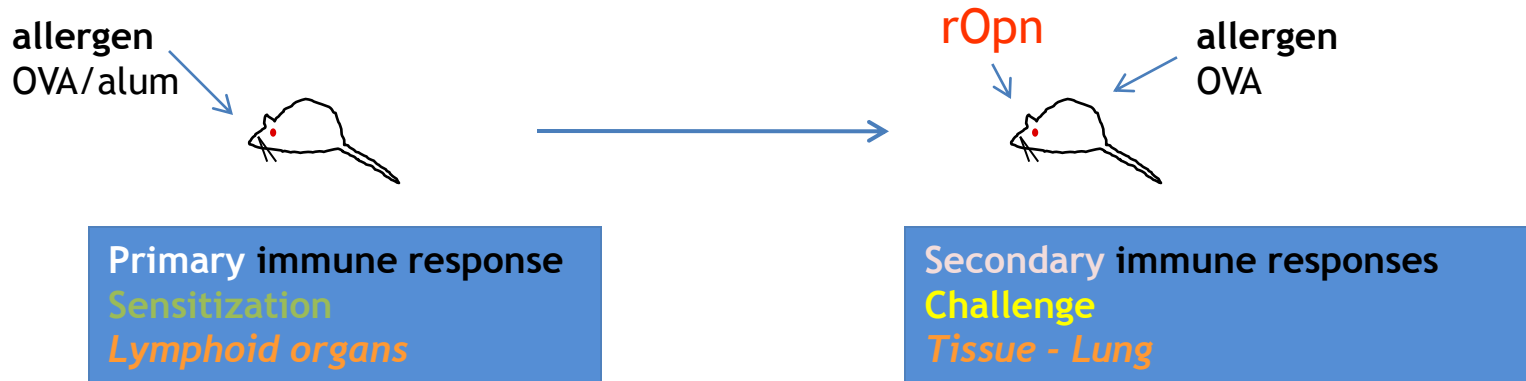 allergen
OVA/alum
rOpn
allergen
OVA
Primary immune response
Sensitization
Lymphoid organs
Secondary immune responses
Challenge
Tissue - Lung